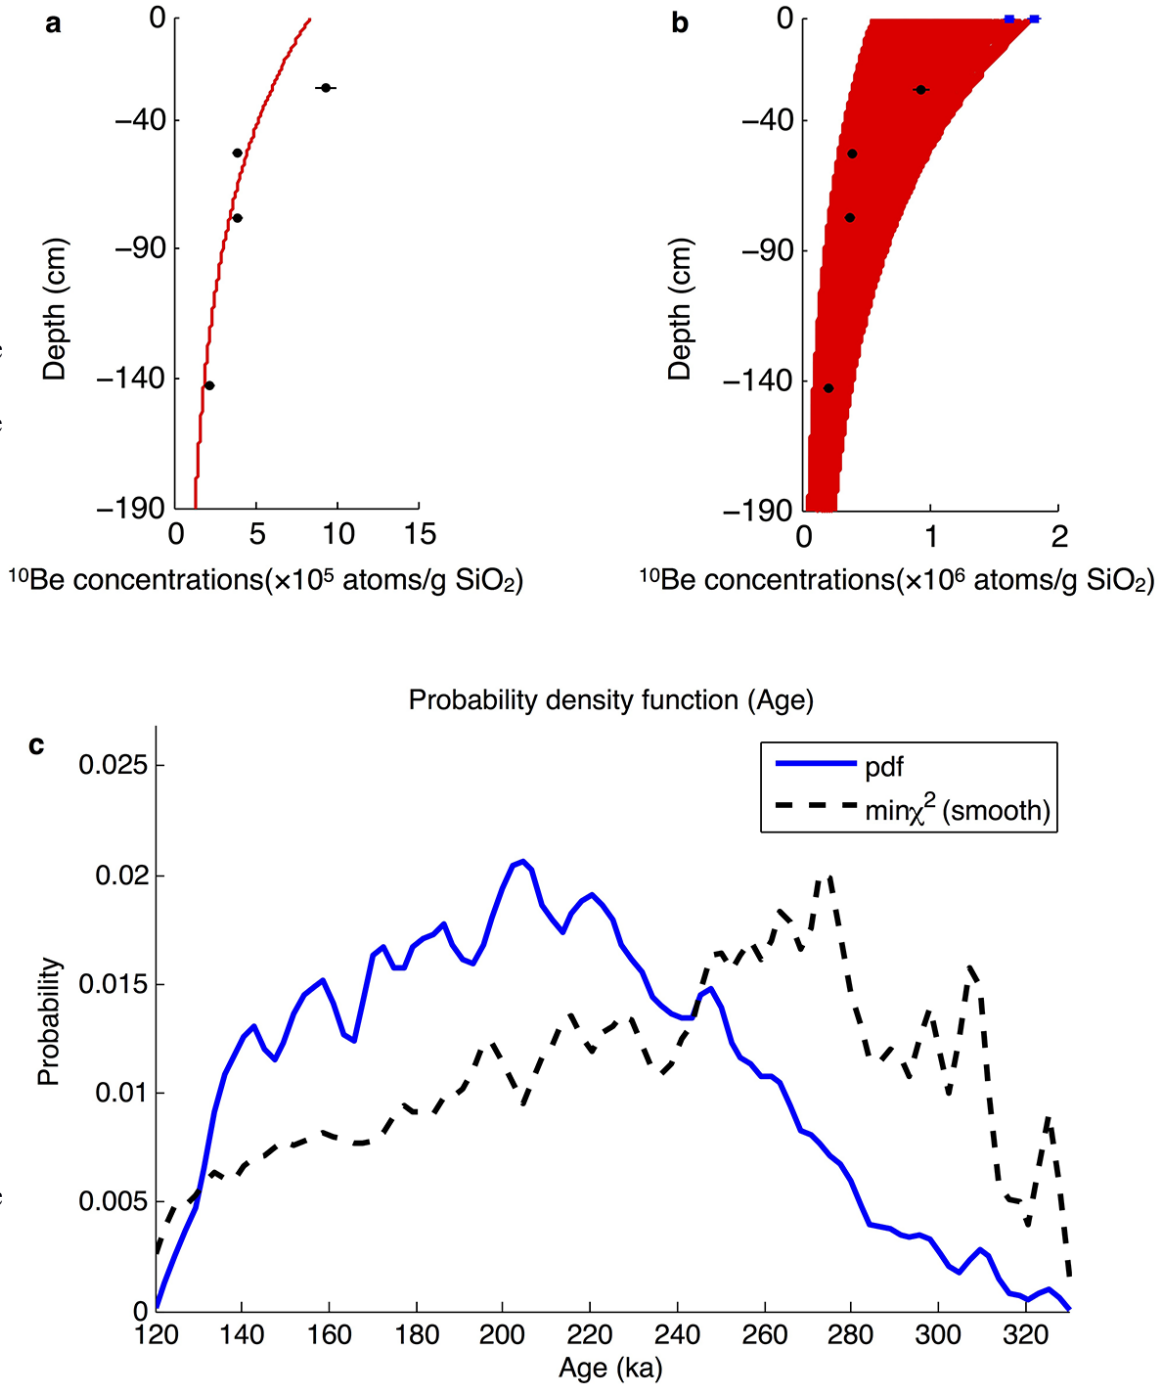 a
0
−40
−90
−140
−190
Depth (cm)
0 5 10 15
¹⁰Be concentrations(×10⁵ atoms/g SiO₂)
b
0
−40
−90
−140
−190
Depth (cm)
0 1 2
¹⁰Be concentrations(×10⁶ atoms/g SiO₂)
Probability density function (Age)
c
0.025
0.02
0.015
0.01
0.005
0
Probability
pdf
minχ² (smooth)
120 140 160 180 200 220 240 260 280 300 320
Age (ka)